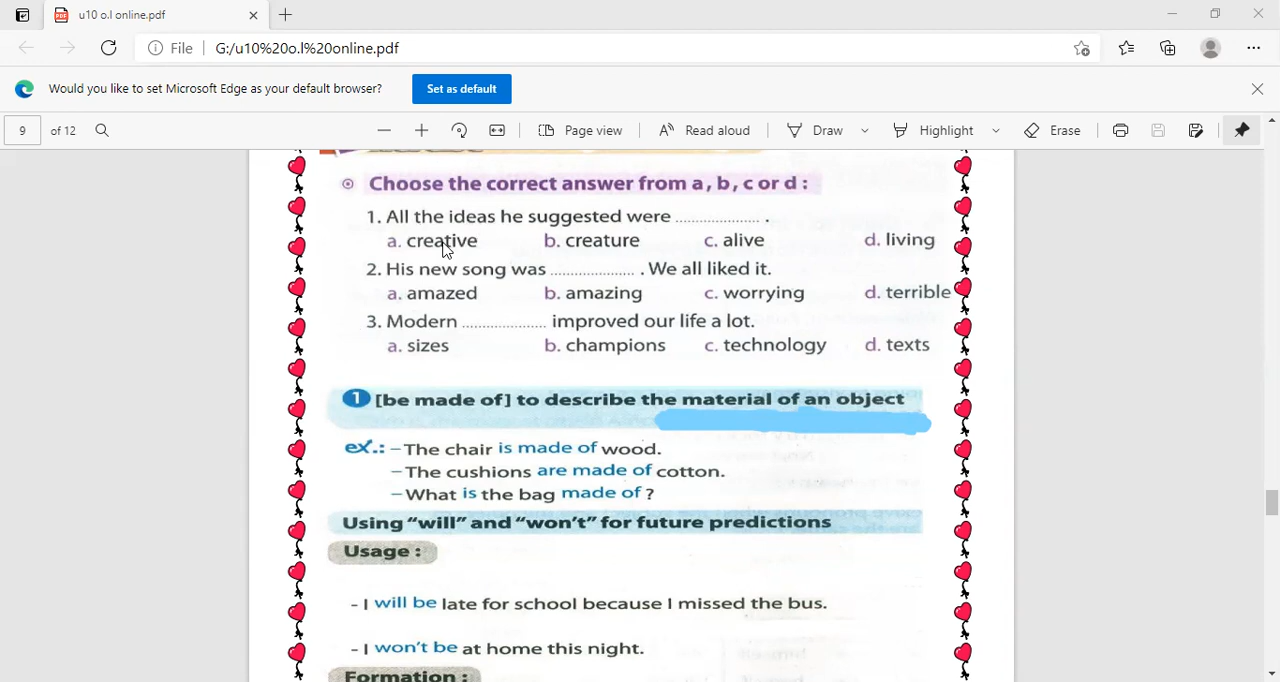 u10 o.l online.pdf
File G:/u10%20o.l%20online.pdf
Would you like to set Microsoft Edge as your default browser? Set as default
9 of 12 Page view Read aloud Draw Highlight Erase
Choose the correct answer from a, b, c or d :
1. All the ideas he suggested were .................... .
a. creative b. creature c. alive d. living
2. His new song was .................... . We all liked it.
a. amazed b. amazing c. worrying d. terrible
3. Modern .................... improved our life a lot.
a. sizes b. champions c. technology d. texts
1 [be made of] to describe the material of an object
ex.: – The chair is made of wood.
– The cushions are made of cotton.
– What is the bag made of ?
Using “will” and “won’t” for future predictions
Usage :
- I will be late for school because I missed the bus.
- I won’t be at home this night.
Formation :